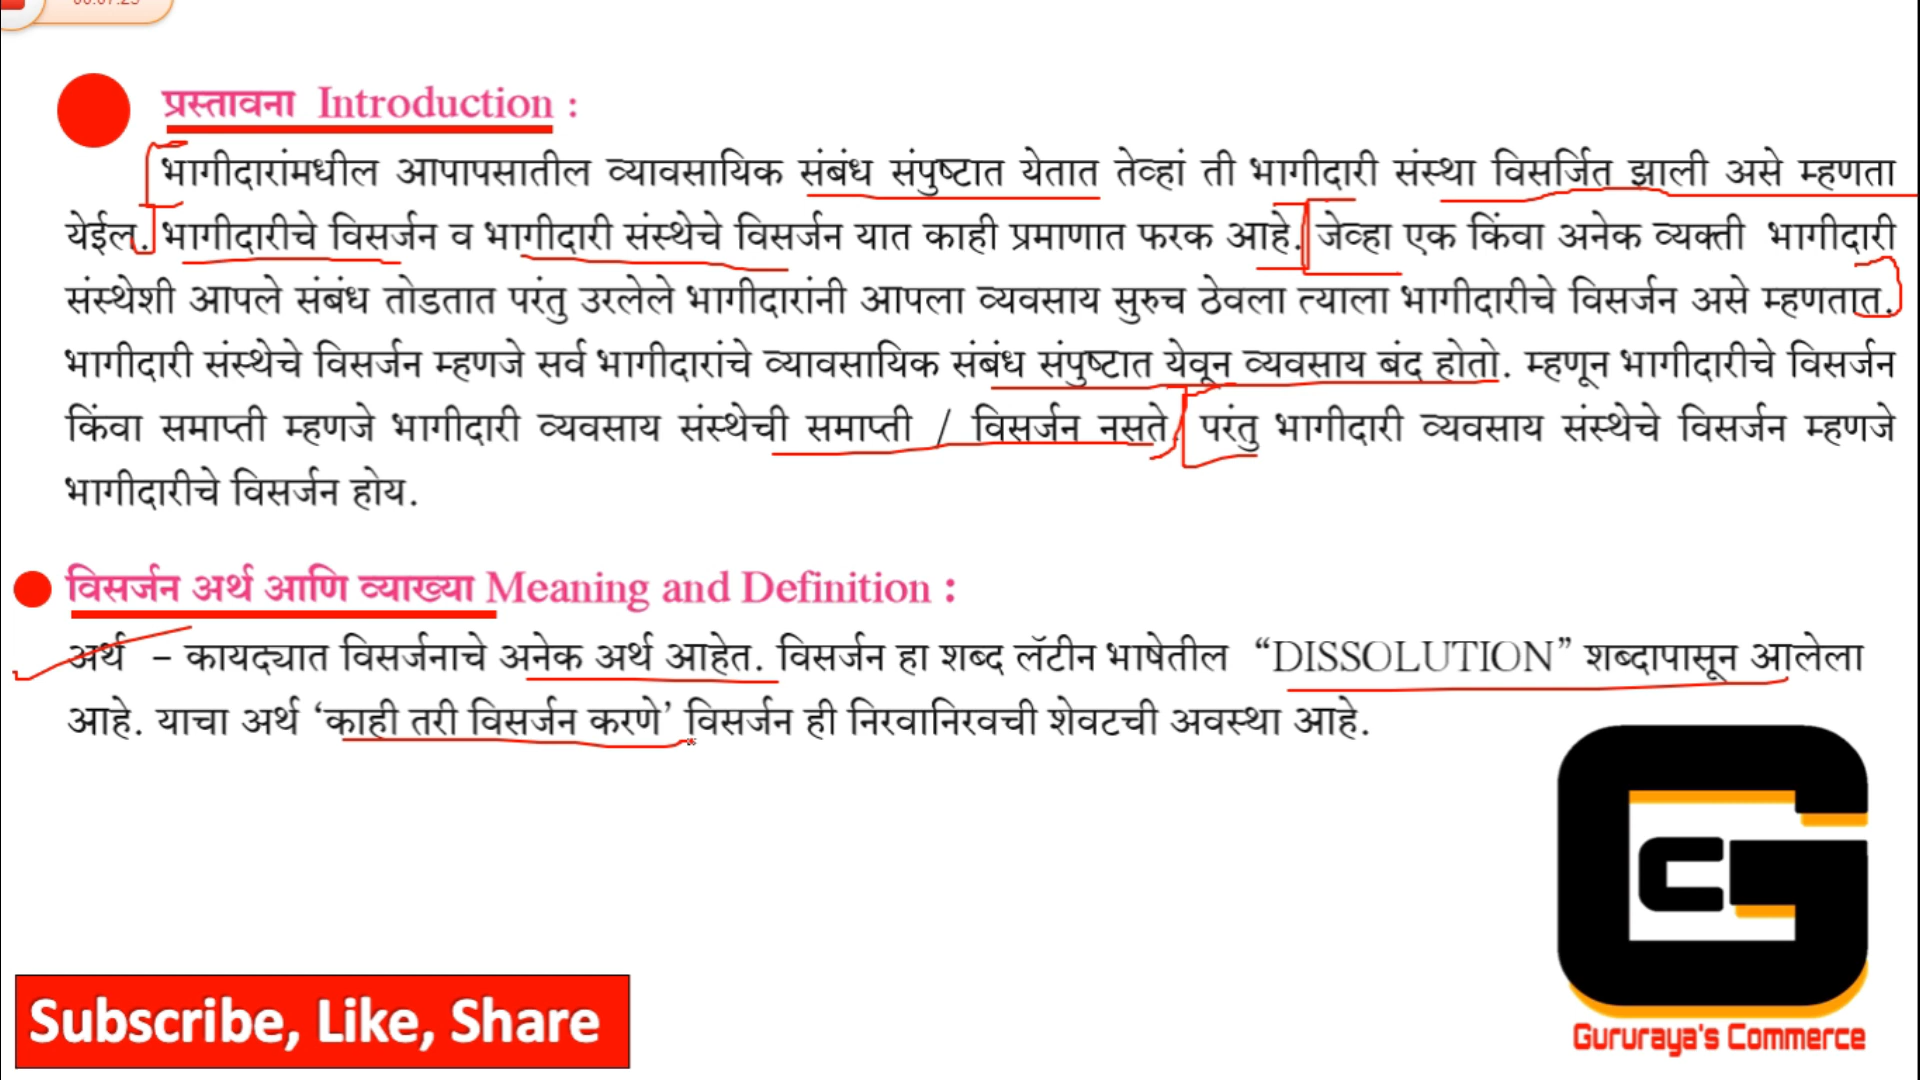 प्रस्तावना Introduction :
भागीदारांमधील आपापसातील व्यावसायिक संबंध संपुष्टात येतात तेव्हां ती भागीदारी संस्था विसर्जित झाली असे म्हणता
येईल. भागीदारीचे विसर्जन व भागीदारी संस्थेचे विसर्जन यात काही प्रमाणात फरक आहे. जेव्हा एक किंवा अनेक व्यक्ती भागीदारी
संस्थेशी आपले संबंध तोडतात परंतु उरलेले भागीदारांनी आपला व्यवसाय सुरुच ठेवला त्याला भागीदारीचे विसर्जन असे म्हणतात.
भागीदारी संस्थेचे विसर्जन म्हणजे सर्व भागीदारांचे व्यावसायिक संबंध संपुष्टात येवून व्यवसाय बंद होतो. म्हणून भागीदारीचे विसर्जन
किंवा समाप्ती म्हणजे भागीदारी व्यवसाय संस्थेची समाप्ती / विसर्जन नसते परंतु भागीदारी व्यवसाय संस्थेचे विसर्जन म्हणजे
भागीदारीचे विसर्जन होय.
विसर्जन अर्थ आणि व्याख्या Meaning and Definition :
अर्थ – कायद्यात विसर्जनाचे अनेक अर्थ आहेत. विसर्जन हा शब्द लॅटीन भाषेतील “DISSOLUTION” शब्दापासून आलेला
आहे. याचा अर्थ ‘काही तरी विसर्जन करणे’ विसर्जन ही निरवानिरवची शेवटची अवस्था आहे.
Subscribe, Like, Share
Gururaya's Commerce